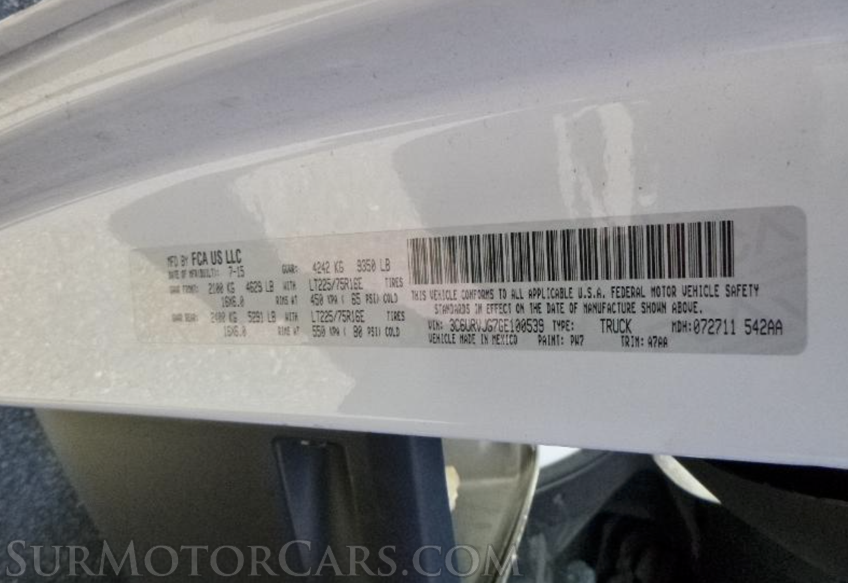 MFD BY FCA US LLC
DATE OF MFR(BUILT): 7-15 GVWR: 4242 KG 9350 LB
GAWR FRONT: 2100 KG 4629 LB WITH LT225/75R16E TIRES
16X6.0 RIMS AT 450 KPA ( 65 PSI) COLD
GAWR REAR: 2400 KG 5291 LB WITH LT225/75R16E TIRES
16X6.0 RIMS AT 550 KPA ( 80 PSI) COLD
THIS VEHICLE CONFORMS TO ALL APPLICABLE U.S.A. FEDERAL MOTOR VEHICLE SAFETY
STANDARDS IN EFFECT ON THE DATE OF MANUFACTURE SHOWN ABOVE.
VIN: 3C6URVJG7GE100539 TYPE: TRUCK MDH: 072711 542AA
VEHICLE MADE IN MEXICO PAINT: PW7 TRIM: A7AA
SURMOTORCARS.COM